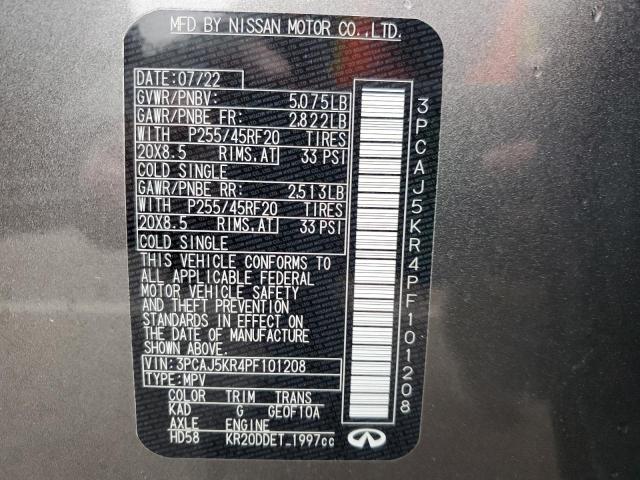 MFD BY NISSAN MOTOR CO.,LTD.
DATE:07/22
GVWR/PNBV: 5,075LB
GAWR/PNBE FR: 2,822LB
WITH P255/45RF20 TIRES
20X8.5 RIMS.AT 33 PSI
COLD SINGLE
GAWR/PNBE RR: 2,513LB
WITH P255/45RF20 TIRES
20X8.5 RIMS.AT 33 PSI
COLD SINGLE
THIS VEHICLE CONFORMS TO
ALL APPLICABLE FEDERAL
MOTOR VEHICLE SAFETY
AND THEFT PREVENTION
STANDARDS IN EFFECT ON
THE DATE OF MANUFACTURE
SHOWN ABOVE.
VIN:3PCAJ5KR4PF101208
TYPE:MPV
COLOR TRIM TRANS
KAD G GE0F10A
AXLE ENGINE
HD58 KR20DDET_1997cc
3PCAJ5KR4PF101208